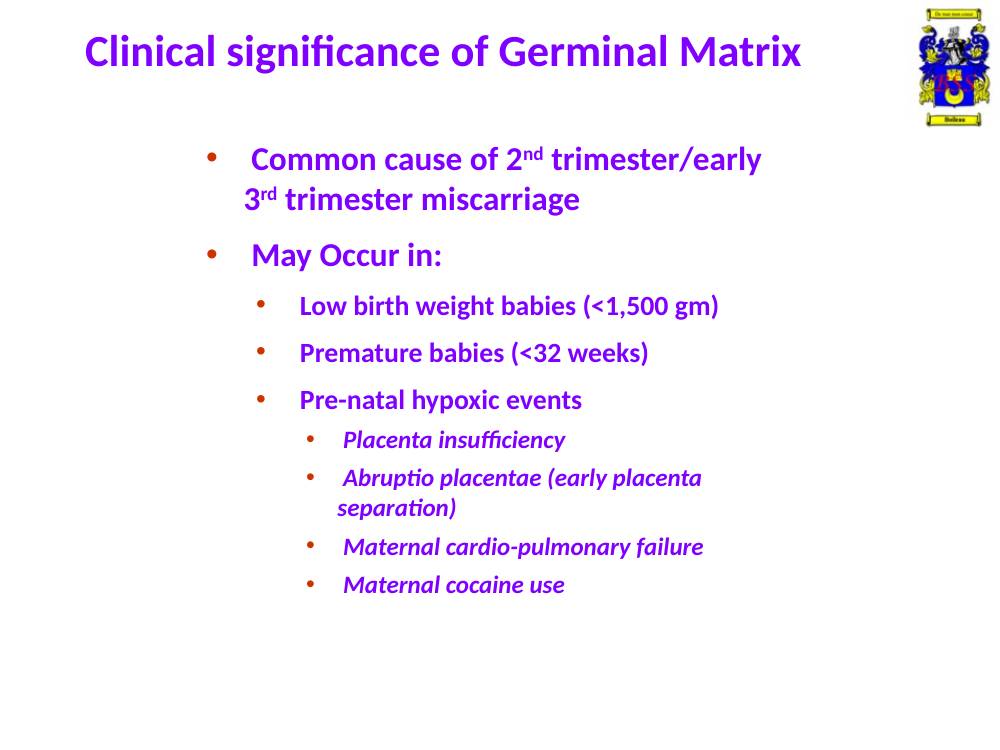 Clinical significance of Germinal Matrix
• Common cause of 2nd trimester/early
3rd trimester miscarriage
• May Occur in:
• Low birth weight babies (<1,500 gm)
• Premature babies (<32 weeks)
• Pre-natal hypoxic events
• Placenta insufficiency
• Abruptio placentae (early placenta
separation)
• Maternal cardio-pulmonary failure
• Maternal cocaine use